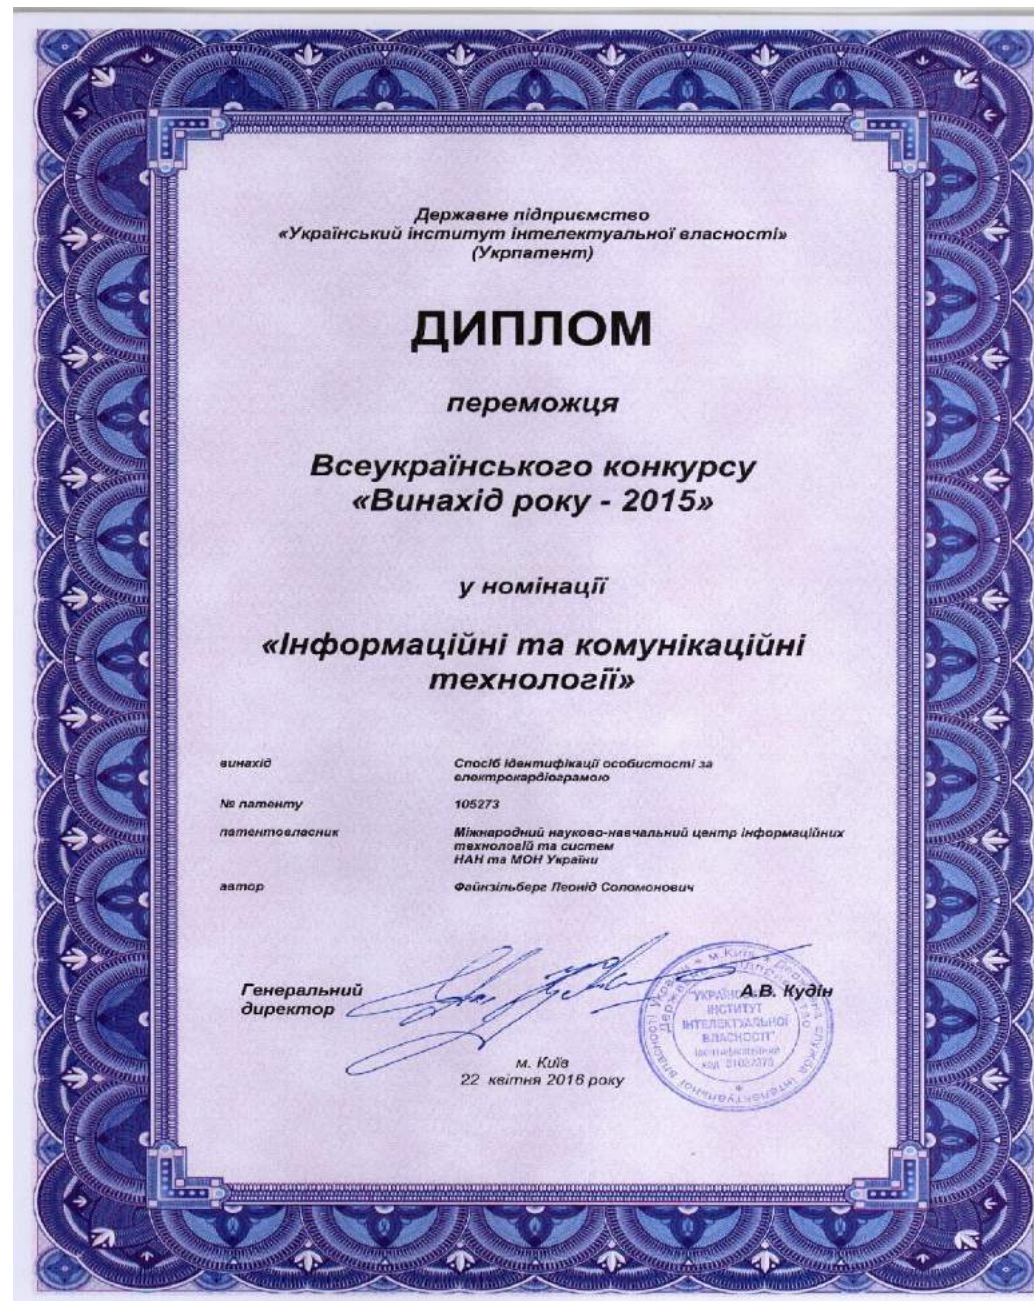 Державне підприємство
«Український інститут інтелектуальної власності»
(Укрпатент)
ДИПЛОМ
переможця
Всеукраїнського конкурсу
«Винахід року - 2015»
у номінації
«Інформаційні та комунікаційні
технології»
винахід Спосіб ідентифікації особистості за
електрокардіограмою
№ патенту 105273
патентовласник Міжнародний науково-навчальний центр інформаційних
технологій та систем
НАН та МОН України
автор Файнзільберг Леонід Соломонович
Генеральний
директор
А.В. Кудін
ІНСТИТУТ
ІНТЕЛЕКТУАЛЬНОЇ
ВЛАСНОСТІ"
м. Київ
22 квітня 2016 року